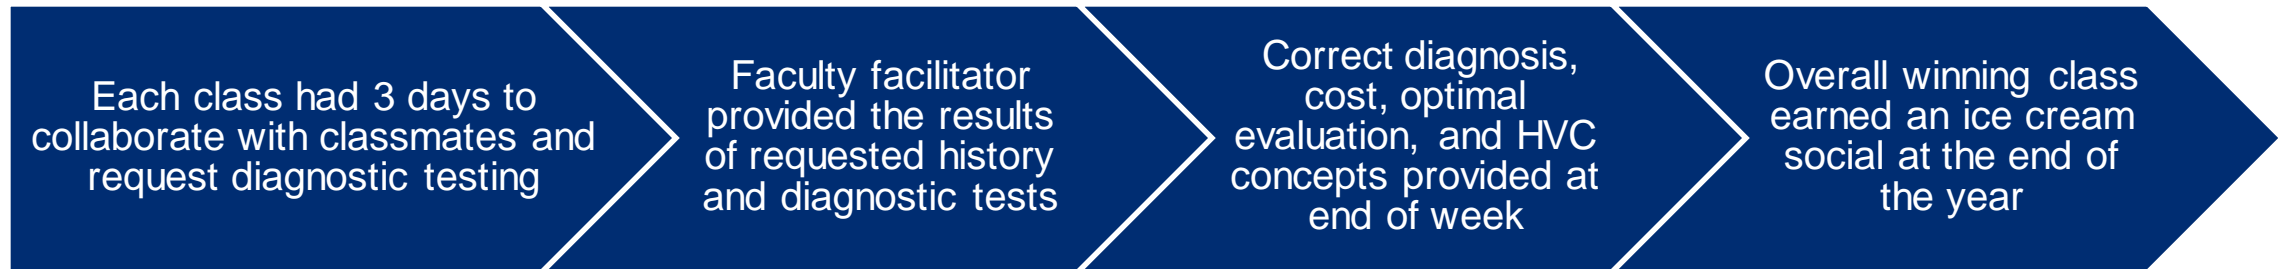 Each class had 3 days to
collaborate with classmates and
request diagnostic testing
Faculty facilitator
provided the results
of requested history
and diagnostic tests
Correct diagnosis,
cost, optimal
evaluation, and HVC
concepts provided at
end of week
Overall winning class
earned an ice cream
social at the end of
the year